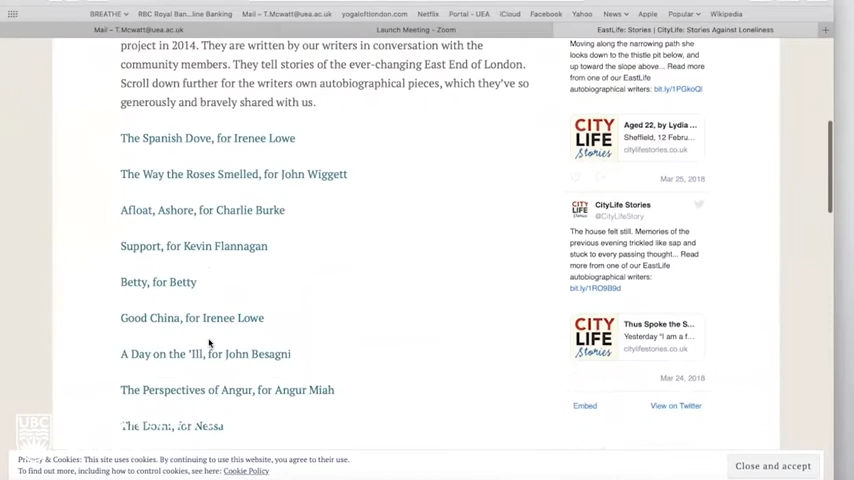 BREATHE RBC Royal Ban...line Banking Mail – T.Mcwatt@uea.ac.uk yogaloftlondon.com Netflix Portal - UEA iCloud Facebook Yahoo News Apple Popular Wikipedia
Mail – T.Mcwatt@uea.ac.uk Launch Meeting - Zoom EastLife: Stories | CityLife: Stories Against Loneliness
project in 2014. They are written by our writers in conversation with the
community members. They tell stories of the ever-changing East End of London.
Scroll down further for the writers own autobiographical pieces, which they've so
generously and bravely shared with us.
The Spanish Dove, for Irenee Lowe
The Way the Roses Smelled, for John Wiggett
Afloat, Ashore, for Charlie Burke
Support, for Kevin Flannagan
Betty, for Betty
Good China, for Irenee Lowe
A Day on the 'Ill, for John Besagni
The Perspectives of Angur, for Angur Miah
The Dorm, for Nessa
Moving along the narrowing path she
looks down to the thistle pit below, and
up toward the slope above... Read more
from one of our EastLife
autobiographical writers: bit.ly/1PGkoQl
CITY
LIFE
Stories
Aged 22, by Lydia ...
Sheffield, 12 Febru...
citylifestories.co.uk
Mar 25, 2018
CITY
LIFE
Stories
CityLife Stories
@CityLifeStory
The house felt still. Memories of the
previous evening trickled like sap and
stuck to every passing thought... Read
more from one of our EastLife
autobiographical writers:
bit.ly/1RO9B9d
CITY
LIFE
Stories
Thus Spoke the S...
Yesterday "I am a f...
citylifestories.co.uk
Mar 24, 2018
Embed View on Twitter
UBC
Privacy & Cookies: This site uses cookies. By continuing to use this website, you agree to their use.
To find out more, including how to control cookies, see here: Cookie Policy
Close and accept